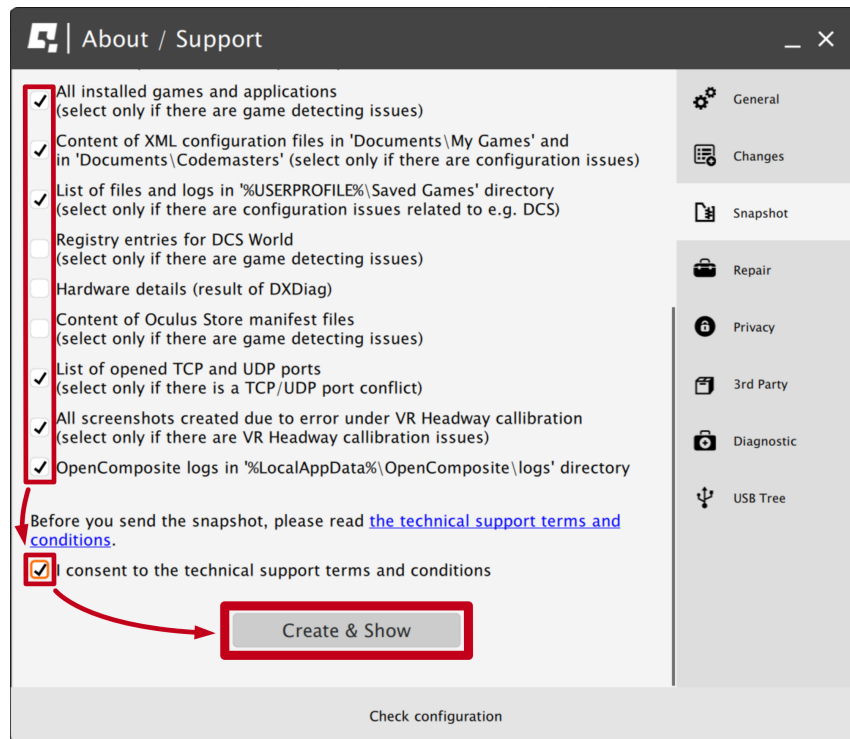 About / Support
All installed games and applications
(select only if there are game detecting issues)
Content of XML configuration files in 'Documents\My Games' and
in 'Documents\Codemasters' (select only if there are configuration issues)
List of files and logs in '%USERPROFILE%\Saved Games' directory
(select only if there are configuration issues related to e.g. DCS)
Registry entries for DCS World
(select only if there are game detecting issues)
Hardware details (result of DXDiag)
Content of Oculus Store manifest files
(select only if there are game detecting issues)
List of opened TCP and UDP ports
(select only if there is a TCP/UDP port conflict)
All screenshots created due to error under VR Headway callibration
(select only if there are VR Headway callibration issues)
OpenComposite logs in '%LocalAppData%\OpenComposite\logs' directory
Before you send the snapshot, please read the technical support terms and
conditions.
I consent to the technical support terms and conditions
Create & Show
General
Changes
Snapshot
Repair
Privacy
3rd Party
Diagnostic
USB Tree
Check configuration